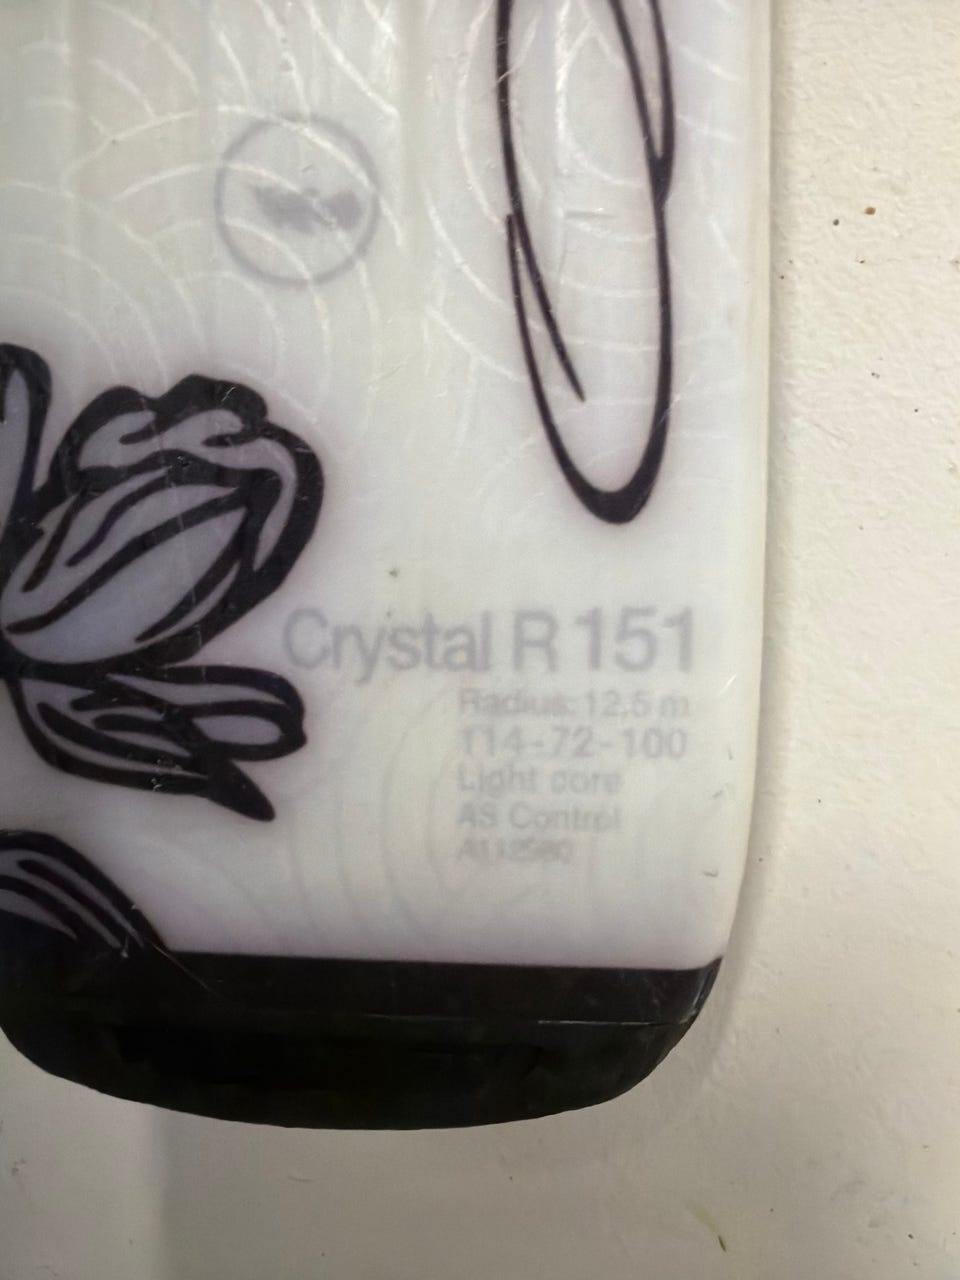 Crystal R 151
Radius: 12,5 m
114-72-100
Light core
AS Control